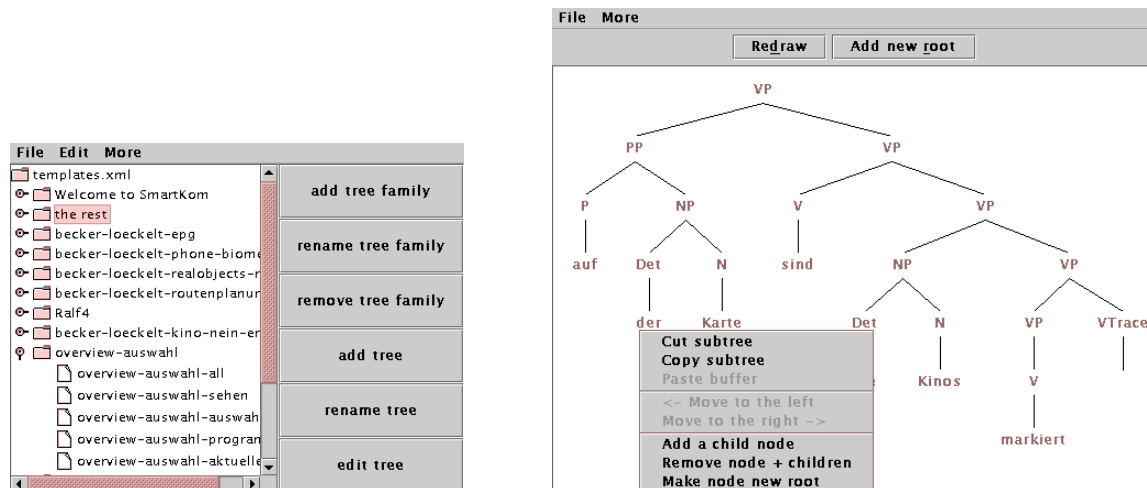 File Edit More
templates.xml
Welcome to SmartKom
the rest
becker-loeckelt-epg
becker-loeckelt-phone-biome
becker-loeckelt-realobjects-r
becker-loeckelt-routenplanur
Ralf4
becker-loeckelt-kino-nein-er
overview-auswahl
overview-auswahl-all
overview-auswahl-sehen
overview-auswahl-auswah
overview-auswahl-program
overview-auswahl-aktuelle
add tree family
rename tree family
remove tree family
add tree
rename tree
edit tree
File More
Redraw Add new root
VP
PP VP
P NP V VP
auf Det N sind NP VP
der Karte Det N VP VTrace
e Kinos V
markiert
Cut subtree
Copy subtree
Paste buffer
<- Move to the left
Move to the right ->
Add a child node
Remove node + children
Make node new root